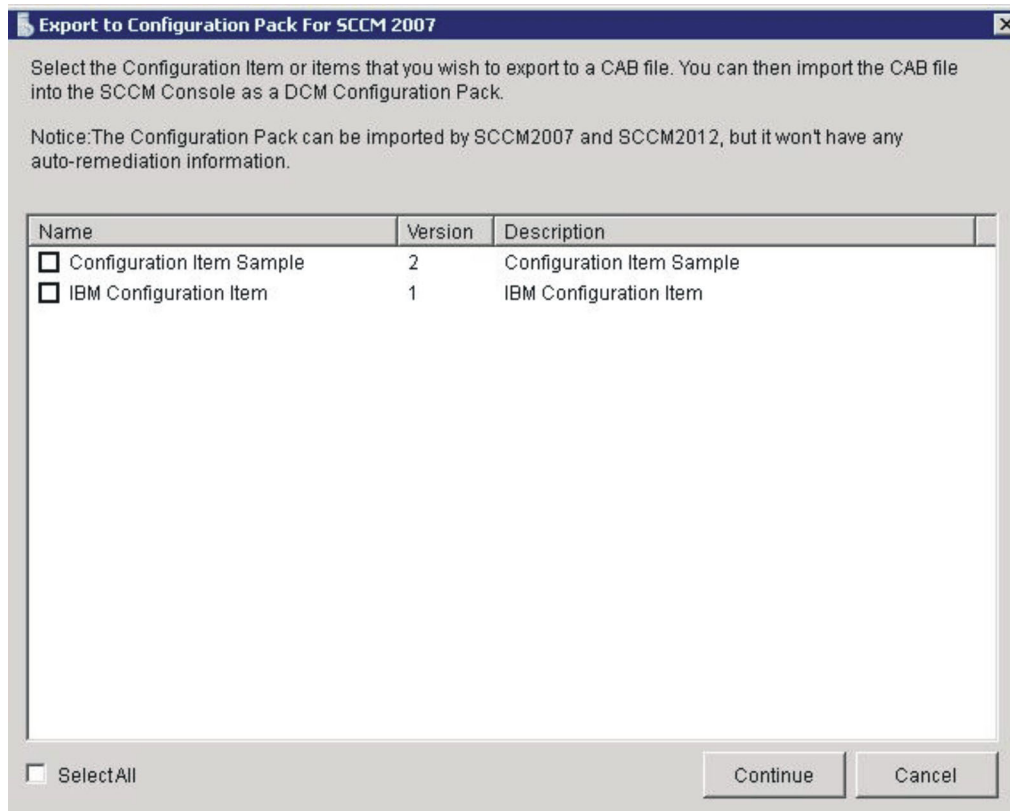 Export to Configuration Pack For SCCM 2007
Select the Configuration Item or items that you wish to export to a CAB file. You can then import the CAB file
into the SCCM Console as a DCM Configuration Pack.
Notice:The Configuration Pack can be imported by SCCM2007 and SCCM2012, but it won't have any
auto-remediation information.
Name Version Description
Configuration Item Sample 2 Configuration Item Sample
IBM Configuration Item 1 IBM Configuration Item
Select All Continue Cancel